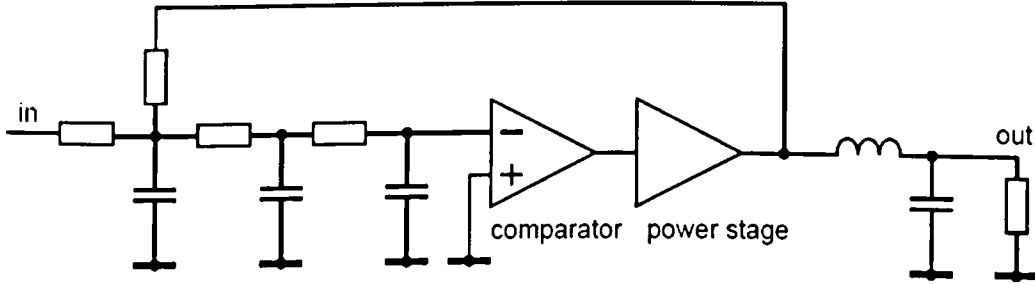 in
−
+
out
comparator
power stage